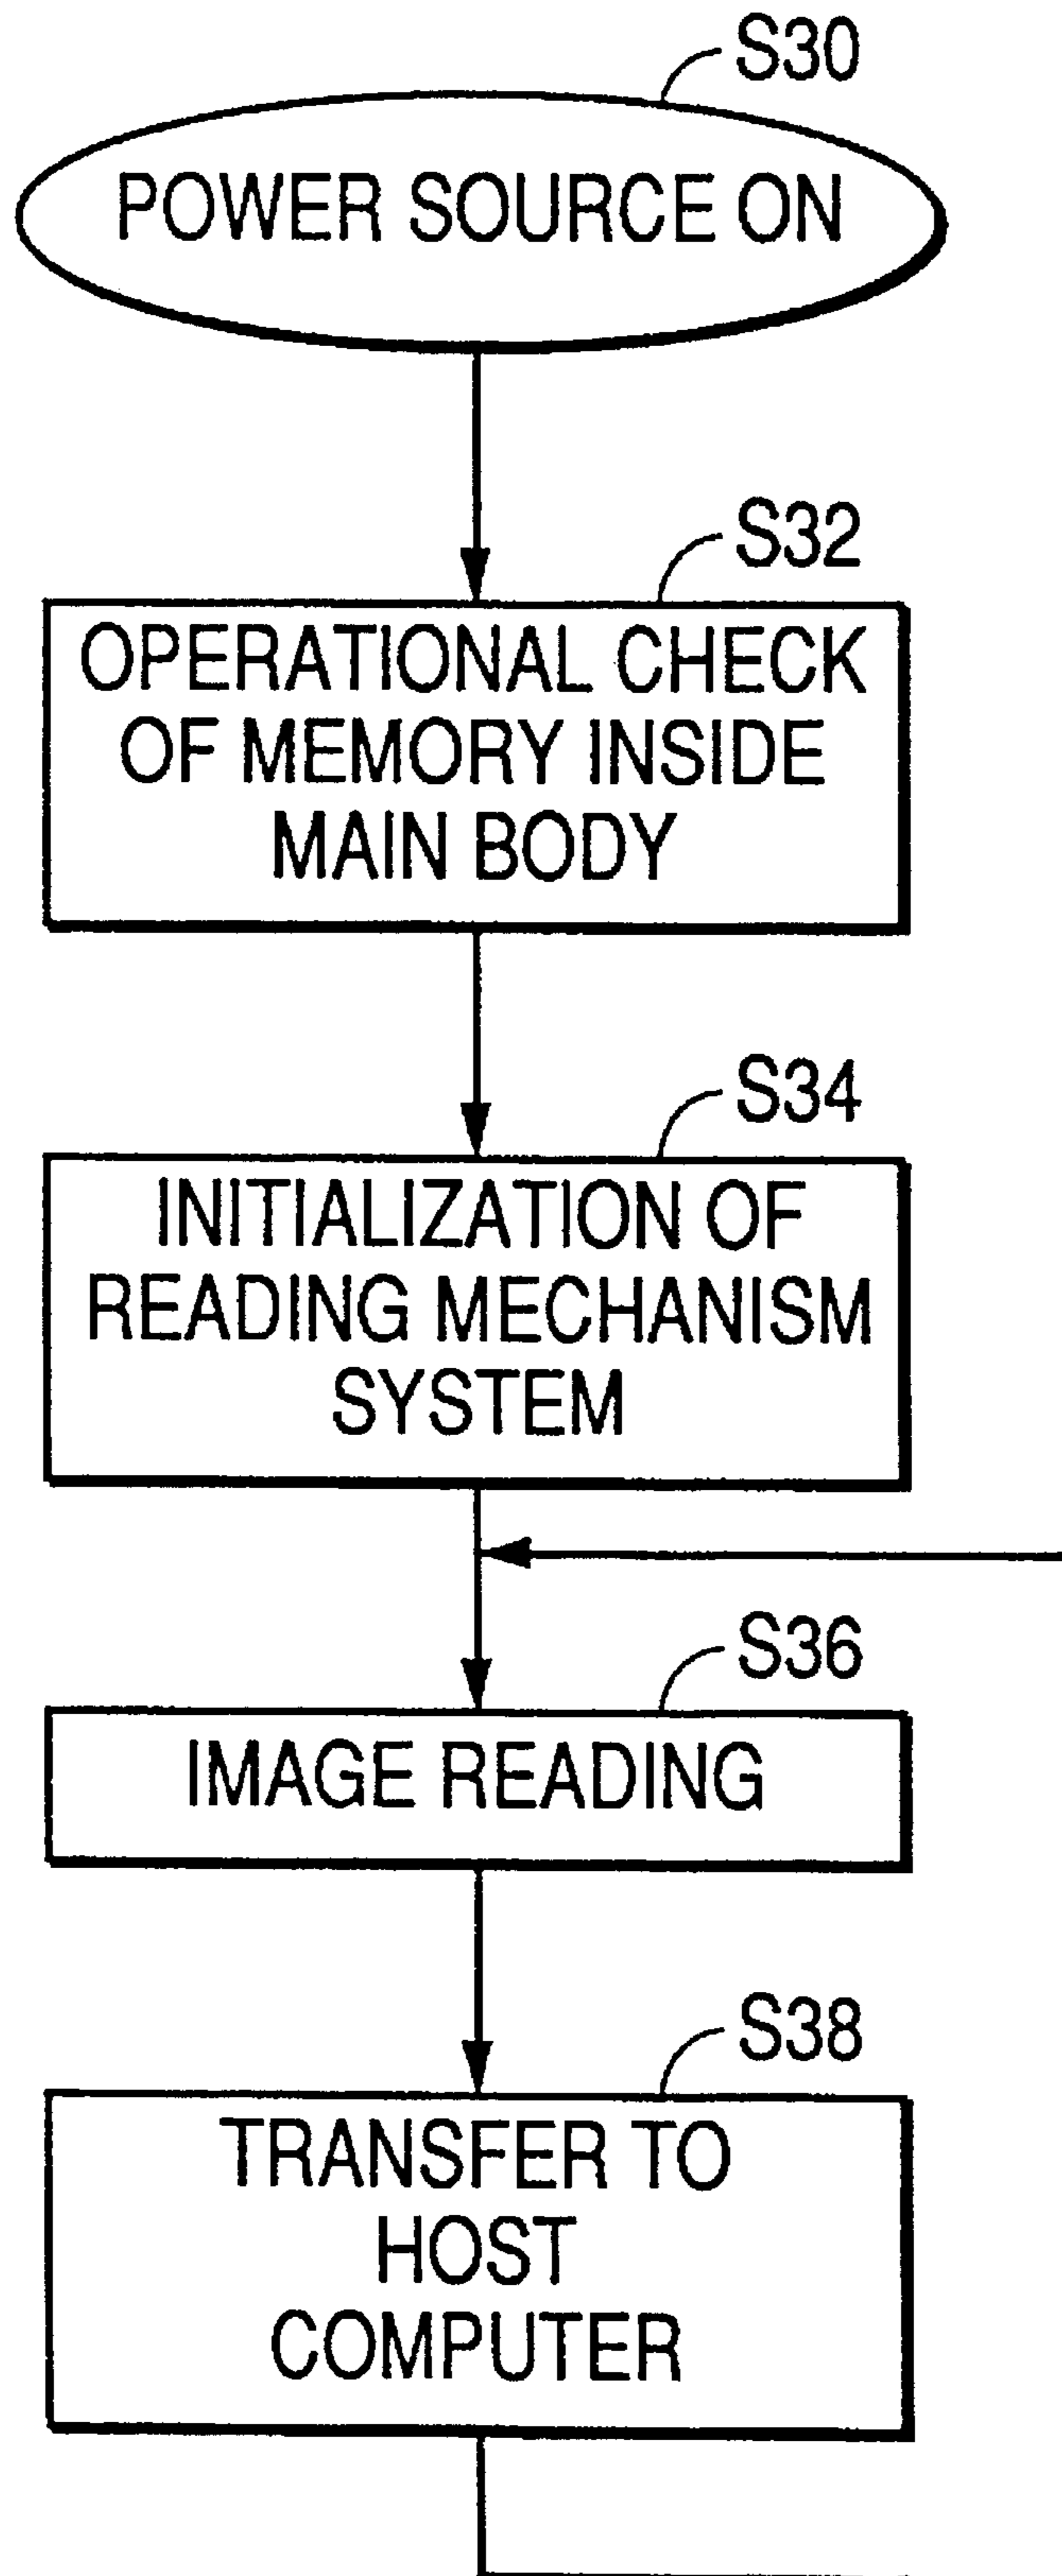 S30
POWER SOURCE ON
S32
OPERATIONAL CHECK
OF MEMORY INSIDE
MAIN BODY
S34
INITIALIZATION OF
READING MECHANISM
SYSTEM
S36
IMAGE READING
S38
TRANSFER TO
HOST
COMPUTER